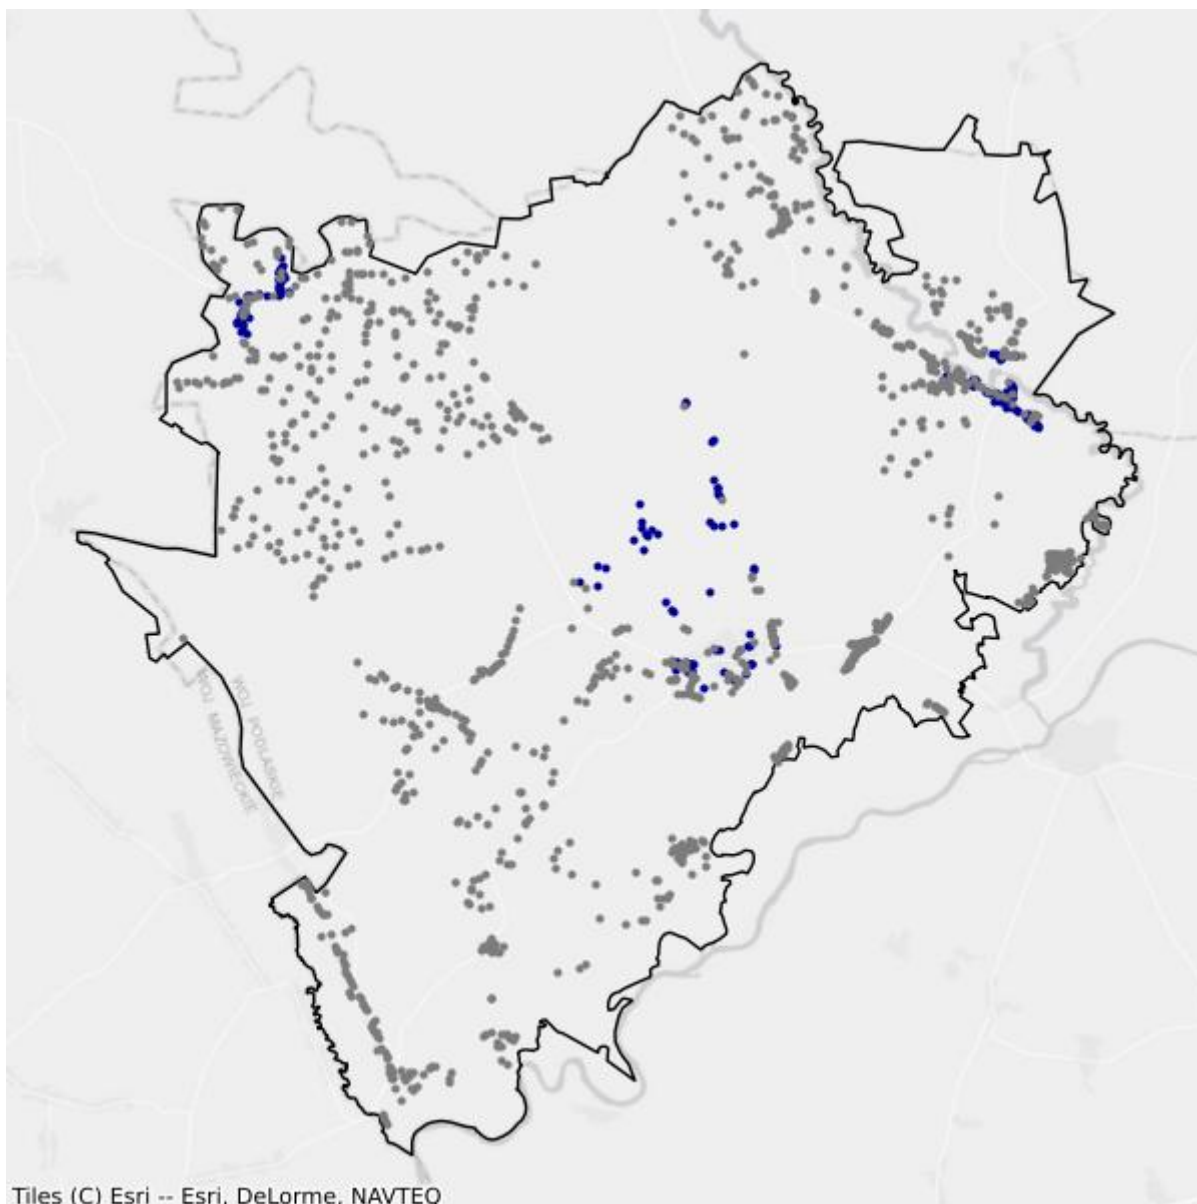 WOJ. PODLASKIE
WOJ. MAZOWIECKIE
Tiles (C) Esri -- Esri, DeLorme, NAVTEQ